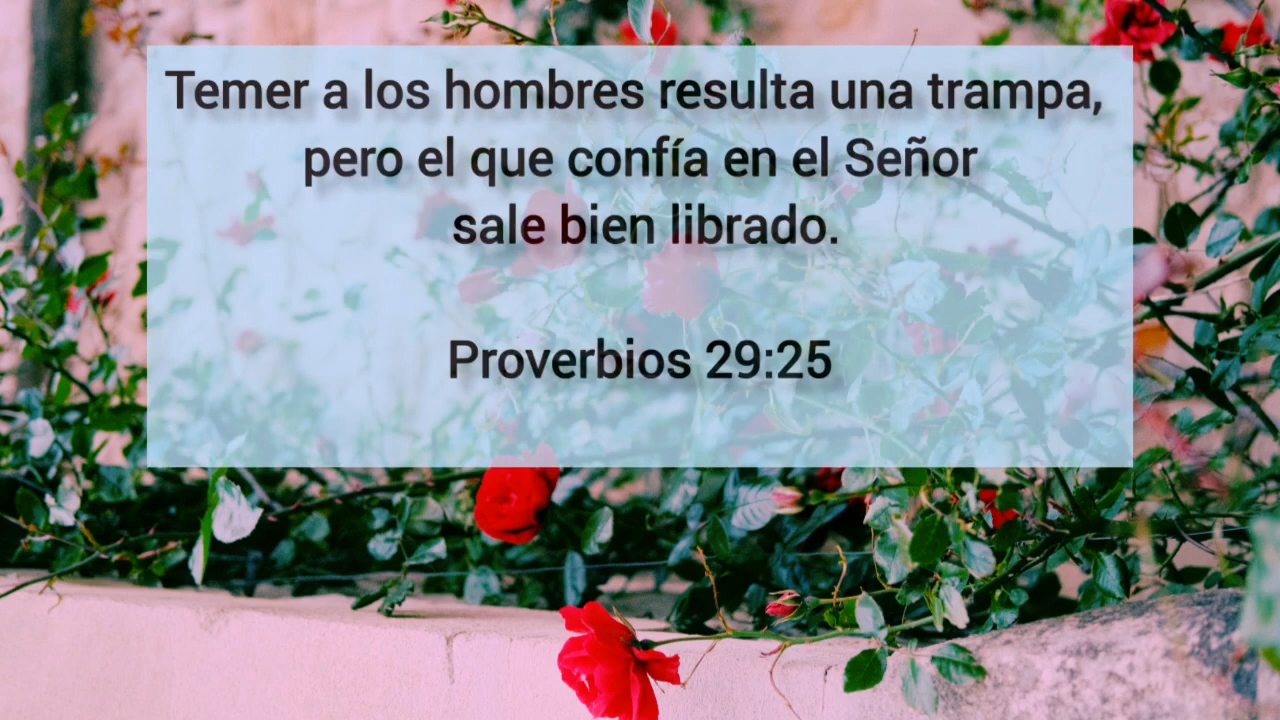 Temer a los hombres resulta una trampa,
pero el que confía en el Señor
sale bien librado.
Proverbios 29:25